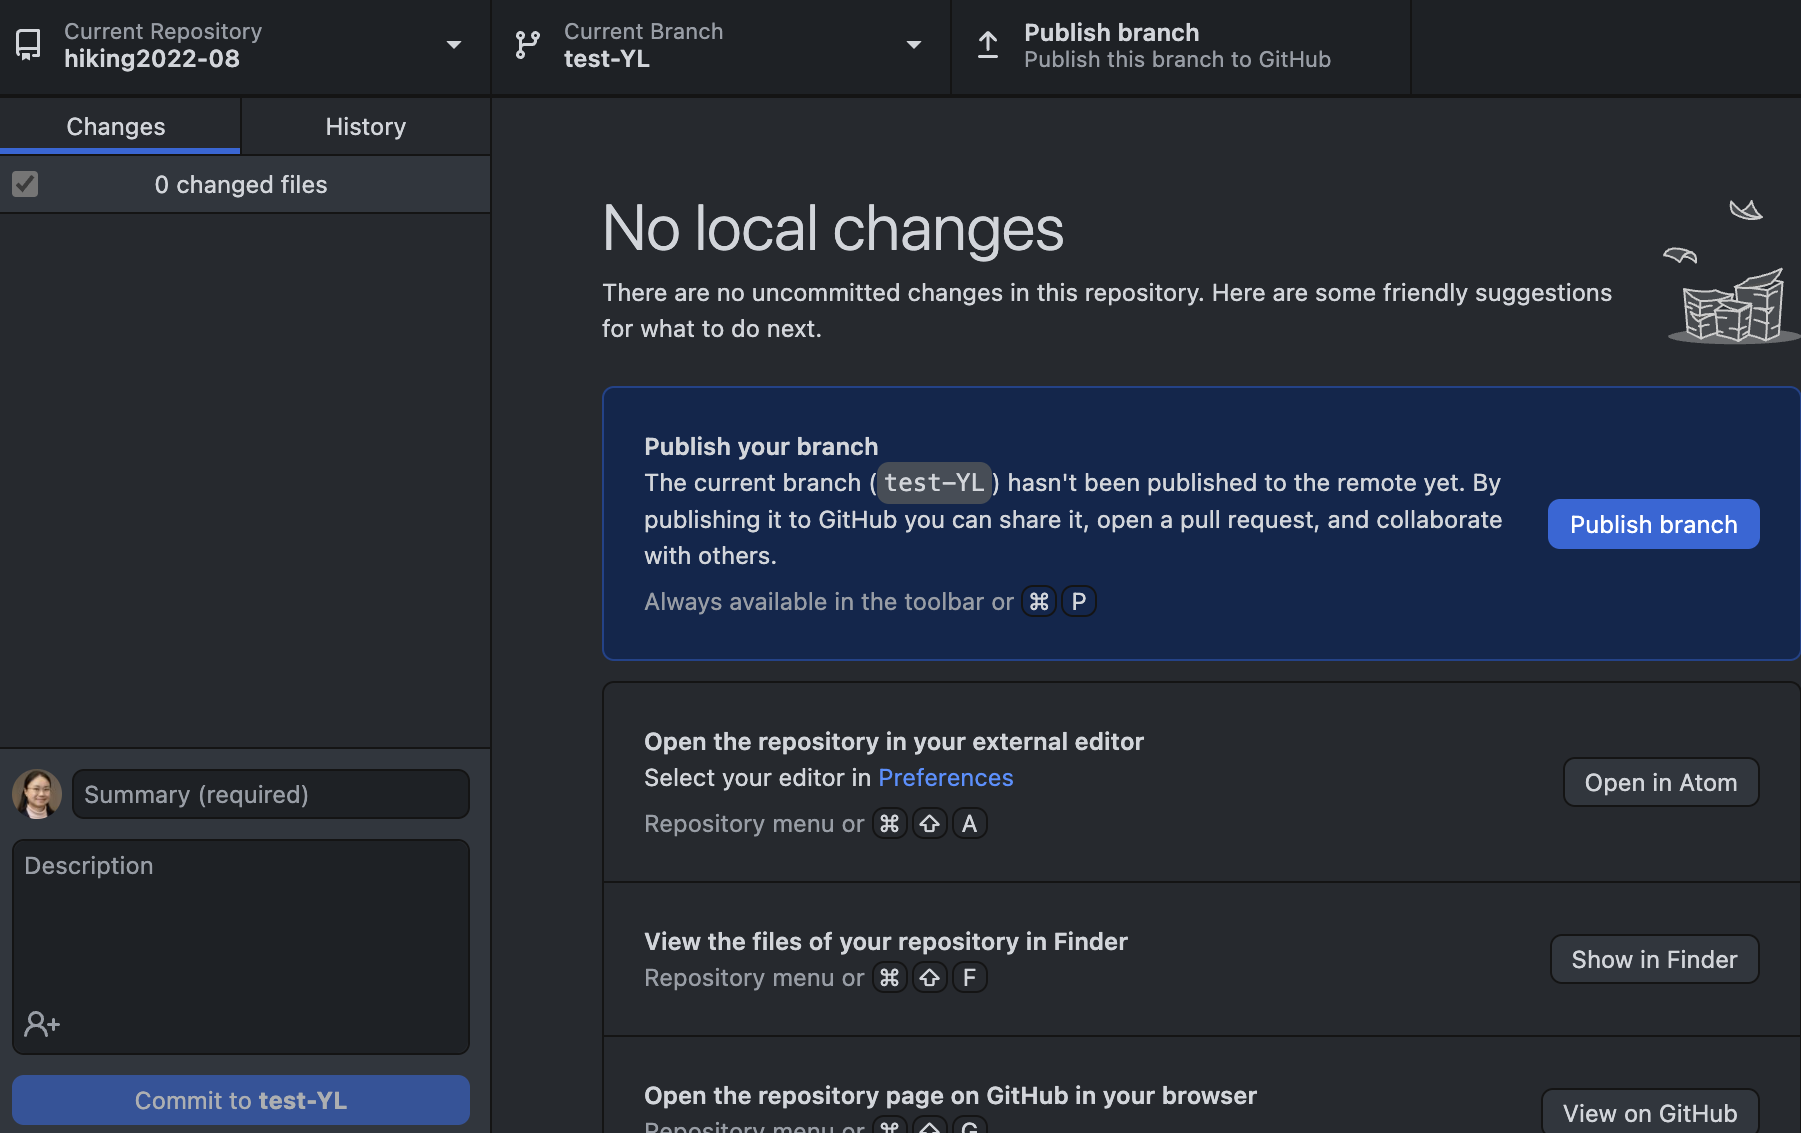 Current Repository
hiking2022-08
Current Branch
test-YL
Publish branch
Publish this branch to GitHub
Changes
History
0 changed files
No local changes
There are no uncommitted changes in this repository. Here are some friendly suggestions
for what to do next.
Publish your branch
The current branch (test-YL) hasn't been published to the remote yet. By
publishing it to GitHub you can share it, open a pull request, and collaborate
with others.
Always available in the toolbar or ⌘ P
Publish branch
Open the repository in your external editor
Select your editor in Preferences
Repository menu or ⌘ ⇧ A
Open in Atom
View the files of your repository in Finder
Repository menu or ⌘ ⇧ F
Show in Finder
Open the repository page on GitHub in your browser
Repository menu or ⌘ ⇧ G
View on GitHub
Summary (required)
Description
Commit to test-YL